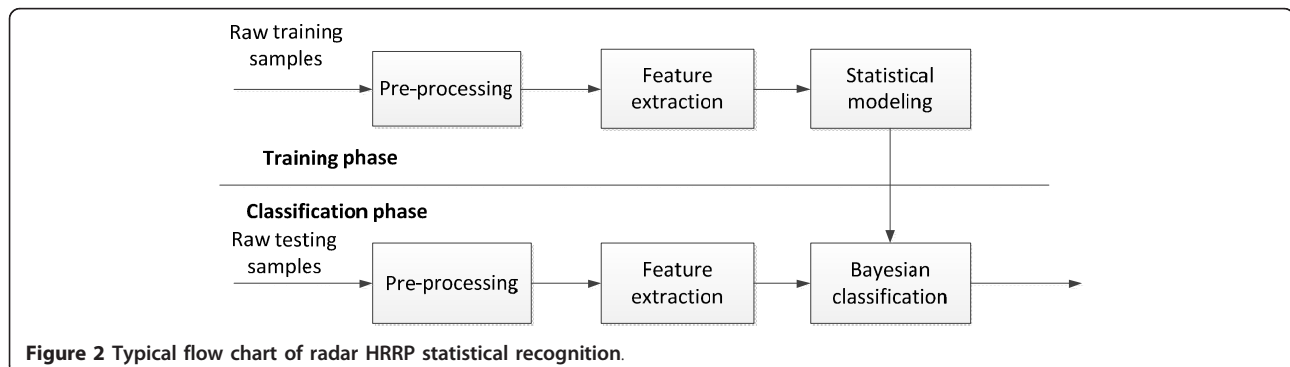 Raw training
samples
Pre-processing
Feature
extraction
Statistical
modeling
Training phase
Classification phase
Raw testing
samples
Pre-processing
Feature
extraction
Bayesian
classification
Figure 2 Typical flow chart of radar HRRP statistical recognition.